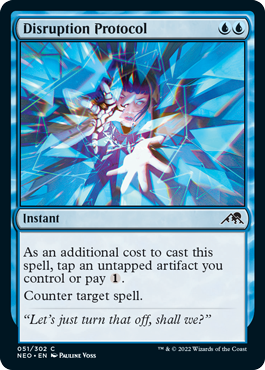 Disruption Protocol
Instant
As an additional cost to cast this
spell, tap an untapped artifact you
control or pay 1.
Counter target spell.
“Let’s just turn that off, shall we?”
051/302 C
NEO • EN Pauline Voss
™ & © 2022 Wizards of the Coast